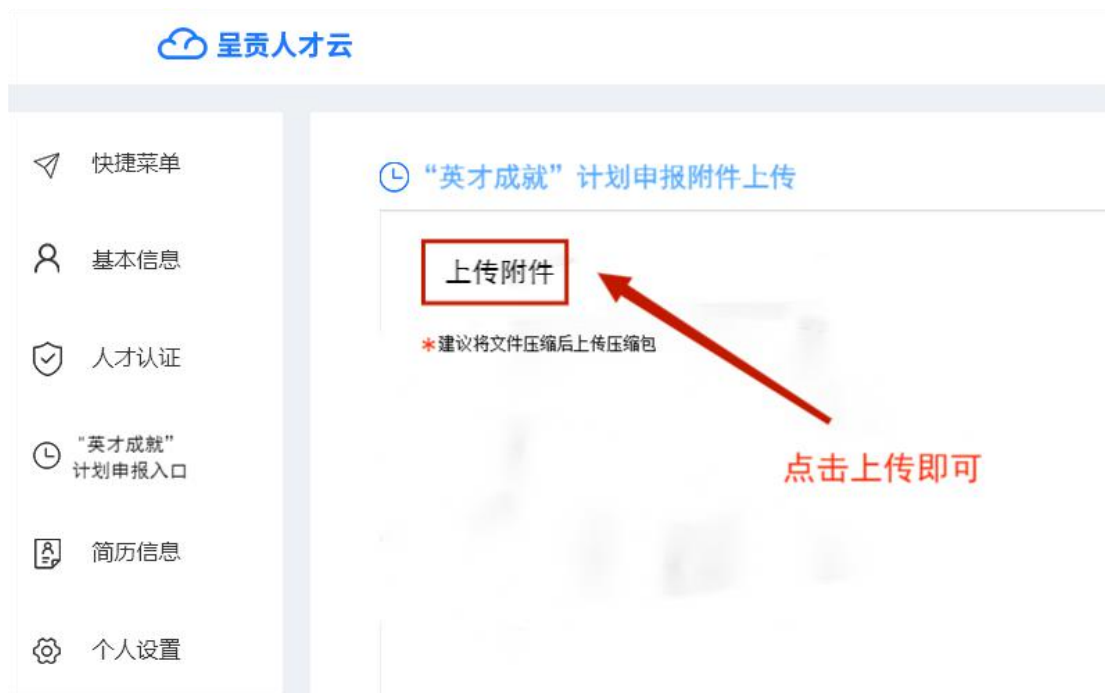 呈贡人才云
快捷菜单
基本信息
人才认证
“英才成就”
计划申报入口
简历信息
个人设置
“英才成就”计划申报附件上传
上传附件
*建议将文件压缩后上传压缩包
点击上传即可